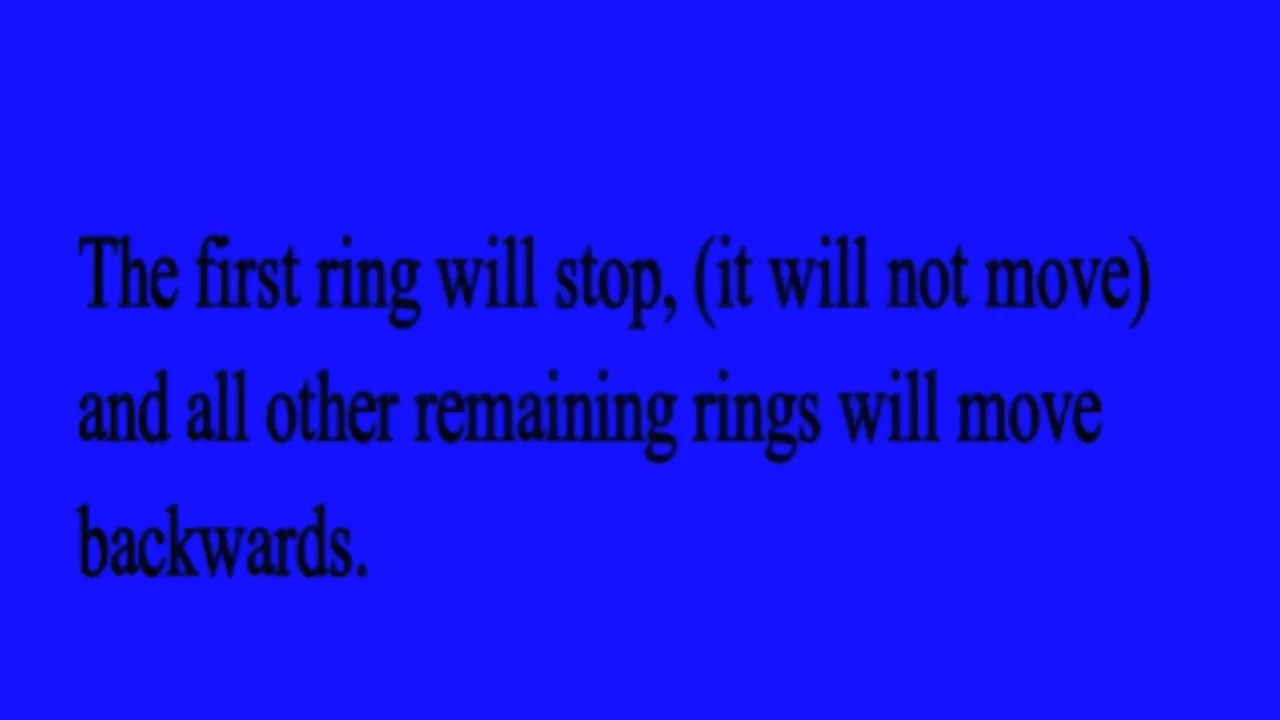 The first ring will stop, (it will not move)
and all other remaining rings will move
backwards.